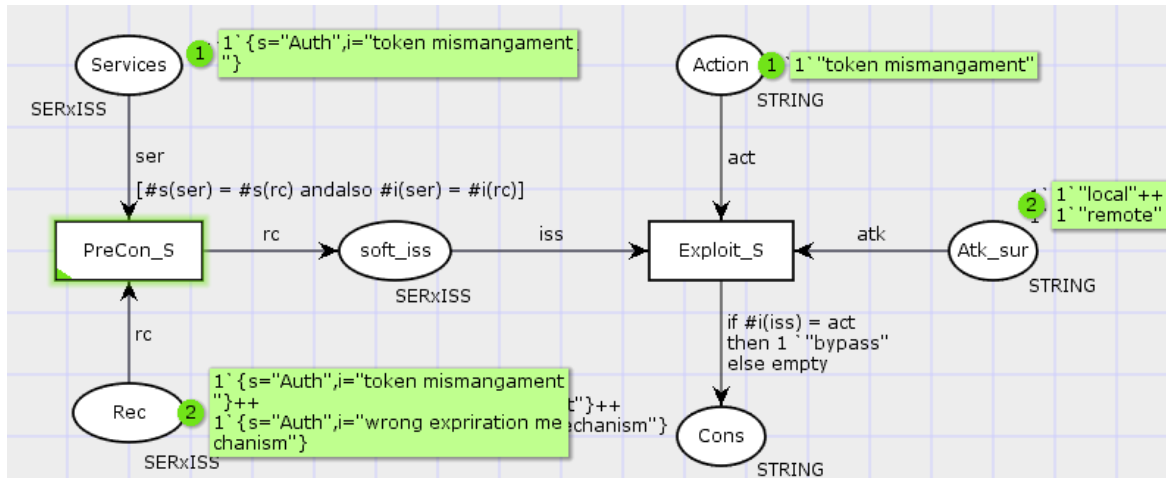 Services
1
1`{s="Auth",i="token mismangament
"}
SERxISS
Action
1
1`"token mismangament"
STRING
ser
act
[#s(ser) = #s(rc) andalso #i(ser) = #i(rc)]
2
1`"local"++
1`"remote"
PreCon_S
rc
soft_iss
SERxISS
iss
Exploit_S
atk
Atk_sur
STRING
rc
if #i(iss) = act
then 1 `"bypass"
else empty
Rec
2
1`{s="Auth",i="token mismangament
"}++
1`{s="Auth",i="wrong expriration me
chanism"}
"}++
echanism"}
SERxISS
Cons
STRING